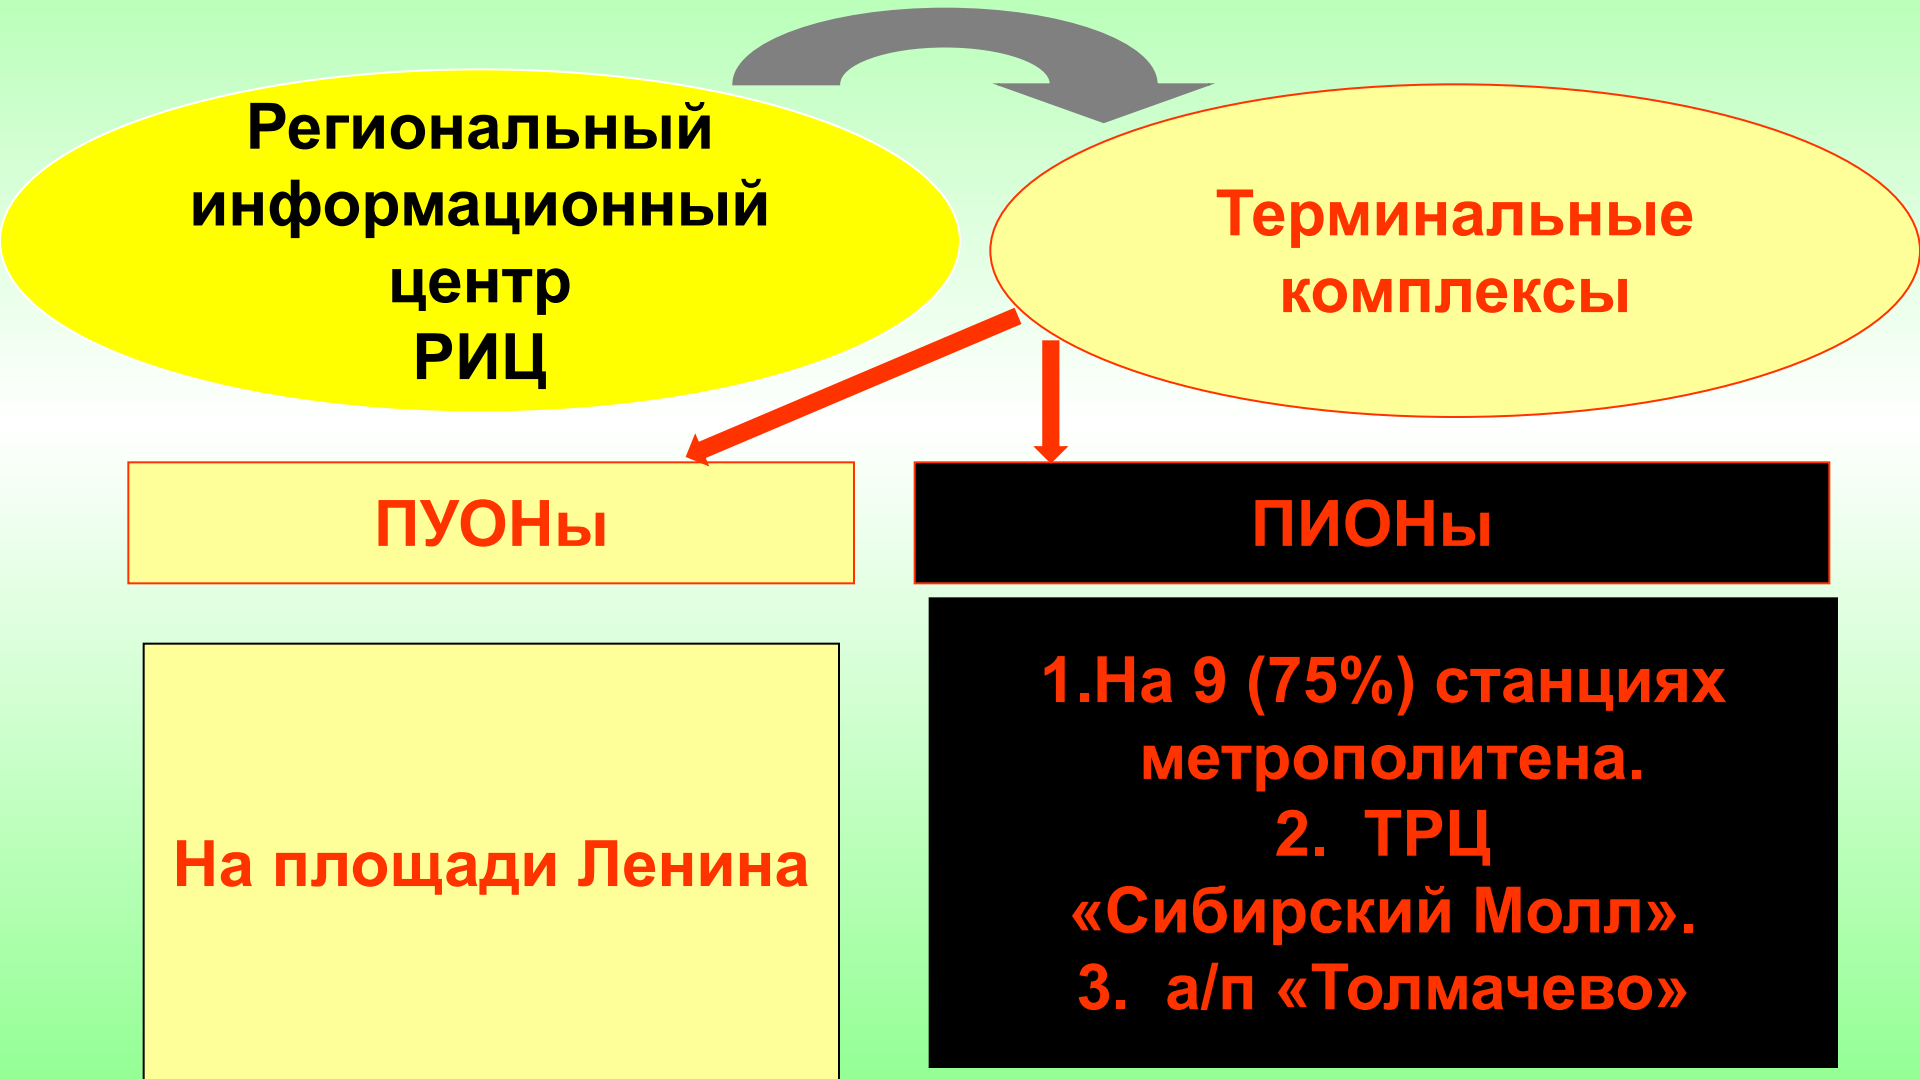 Региональный
информационный
центр
РИЦ
Терминальные
комплексы
ПУОНы
ПИОНы
На площади Ленина
1.На 9 (75%) станциях
метрополитена.
2. ТРЦ
«Сибирский Молл».
3. а/п «Толмачево»